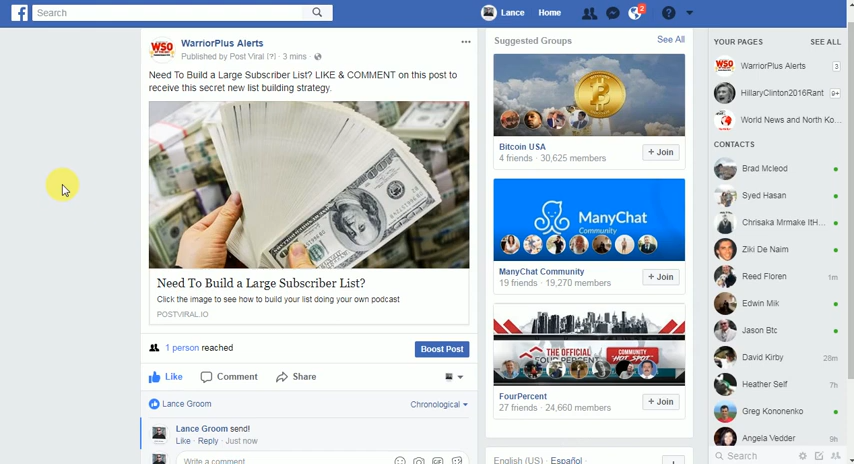 Search
Lance
Home
2
WSO
WarriorPlus Alerts
Published by Post Viral [?] · 3 mins ·
Need To Build a Large Subscriber List? LIKE & COMMENT on this post to
receive this secret new list building strategy.
Need To Build a Large Subscriber List?
Click the image to see how to build your list doing your own podcast
POSTVIRAL.IO
1 person reached
Boost Post
Like
Comment
Share
Lance Groom
Chronological
Lance Groom send!
Like · Reply · Just now
Write a comment
Suggested Groups
See All
Bitcoin USA
4 friends · 30,625 members
+ Join
ManyChat
Community
ManyChat Community
19 friends · 19,270 members
+ Join
THE OFFICIAL
FOUR PERCENT
COMMUNITY
HOT SPOT
FourPercent
27 friends · 24,660 members
+ Join
English (US) · Español
YOUR PAGES
SEE ALL
WarriorPlus Alerts
3
HillaryClinton2016Rant
9+
World News and North Ko...
CONTACTS
Brad Mcleod
Syed Hasan
Chrisaka Mrmake ItH...
Ziki De Naim
Reed Floren
1m
Edwin Mik
Jason Btc
David Kirby
28m
Heather Self
7h
Greg Kononenko
Angela Vedder
9h
Search